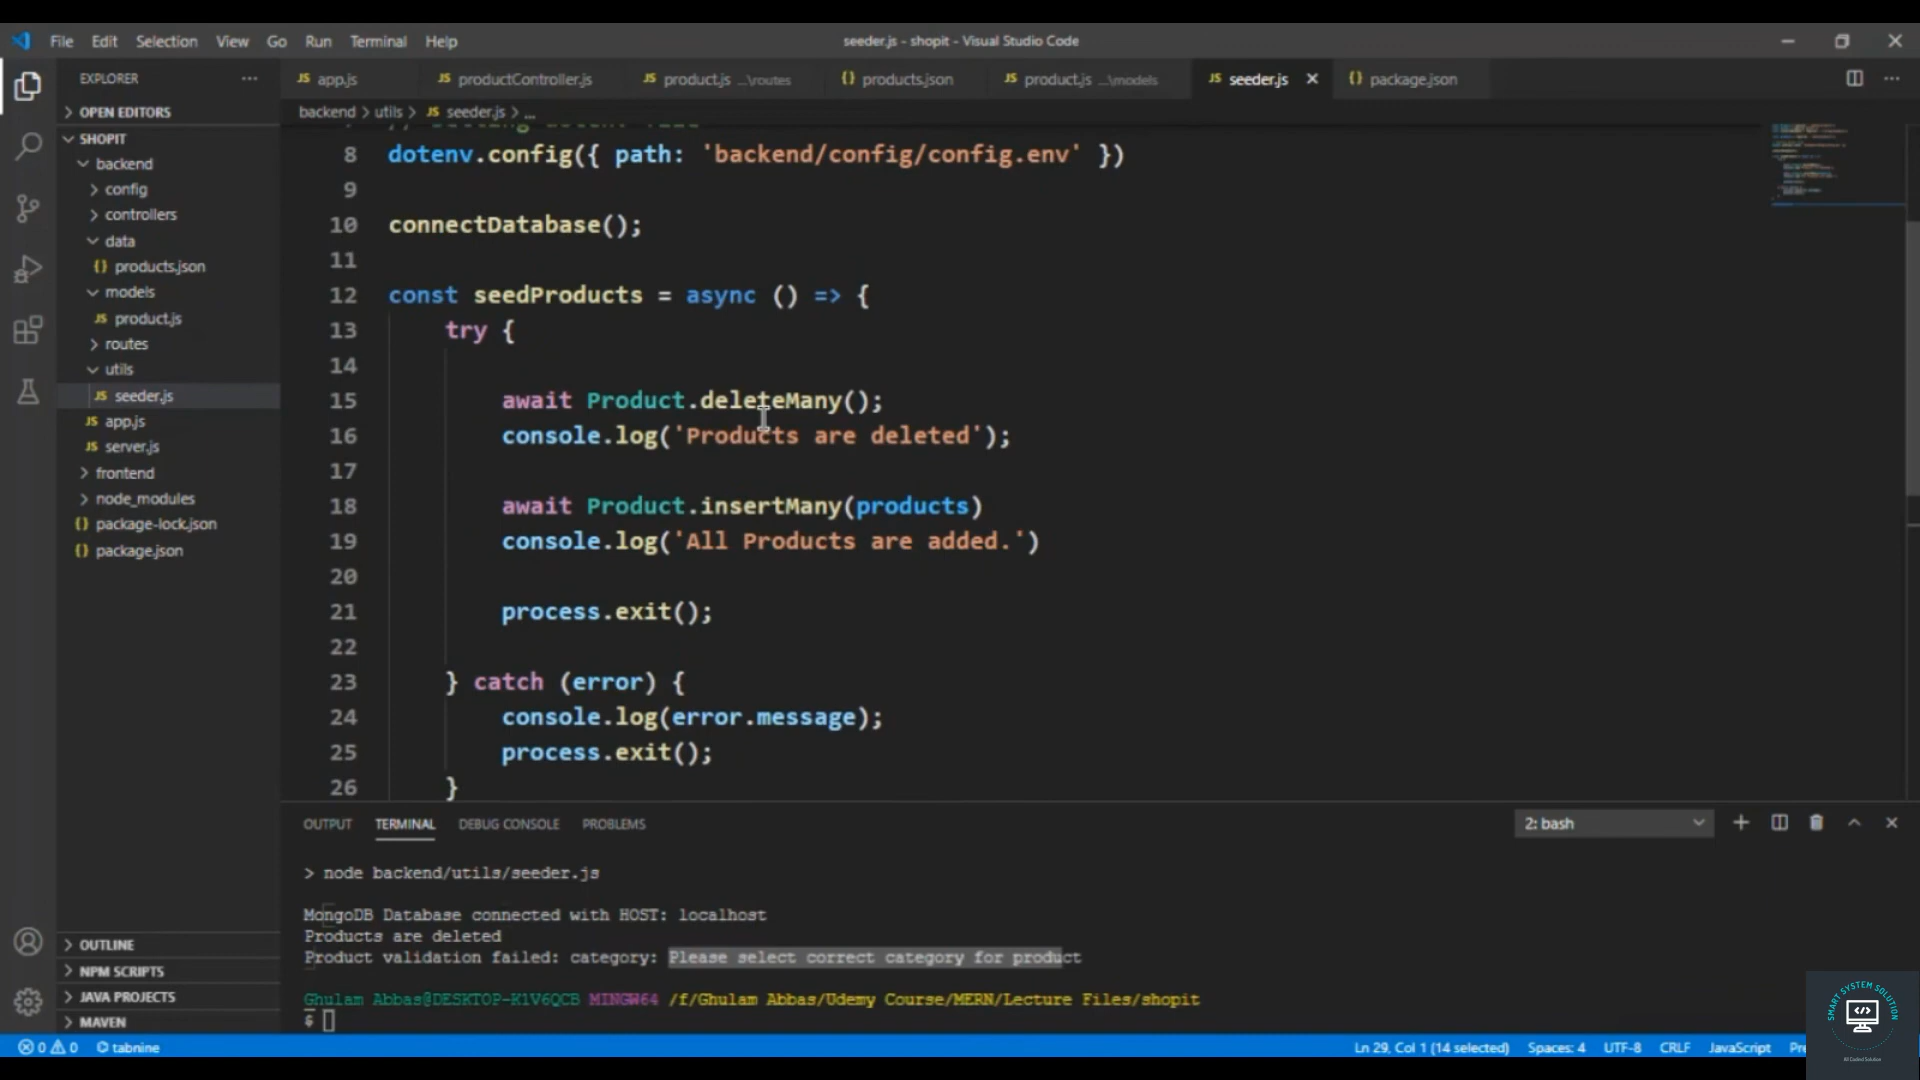 File Edit Selection View Go Run Terminal Help
seeder.js - shopit - Visual Studio Code
EXPLORER
app.js productController.js product.js ...\routes products.json product.js ...\models seeder.js package.json
OPEN EDITORS
backend > utils > JS seeder.js > ...
SHOPIT
backend
config
controllers
data
{} products.json
models
JS product.js
routes
utils
JS seeder.js
JS app.js
JS server.js
frontend
node_modules
{} package-lock.json
{} package.json
8 dotenv.config({ path: 'backend/config/config.env' })
9
10 connectDatabase();
11
12 const seedProducts = async () => {
13 try {
14
15 await Product.deleteMany();
16 console.log('Products are deleted');
17
18 await Product.insertMany(products)
19 console.log('All Products are added.')
20
21 process.exit();
22
23 } catch (error) {
24 console.log(error.message);
25 process.exit();
26 }
OUTPUT TERMINAL DEBUG CONSOLE PROBLEMS
2: bash
> node backend/utils/seeder.js
MongoDB Database connected with HOST: localhost
Products are deleted
Product validation failed: category: Please select correct category for product
Ghulam Abbas@DESKTOP-K1V6QCB MINGW64 /f/Ghulam Abbas/Udemy Course/MERN/Lecture Files/shopit
$
OUTLINE
NPM SCRIPTS
JAVA PROJECTS
MAVEN
0 0 tabnine
Ln 29, Col 1 (14 selected) Spaces: 4 UTF-8 CRLF JavaScript
SMART SYSTEM SOLUTION